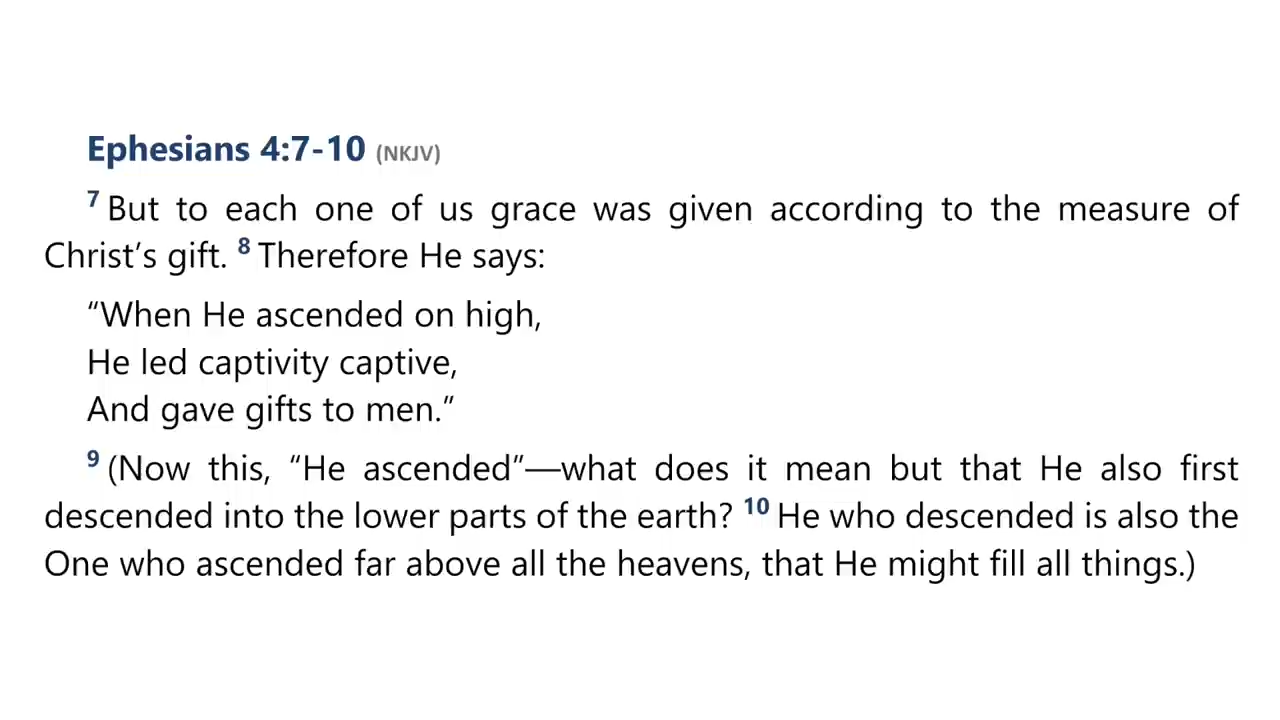 Ephesians 4:7-10 (NKJV)
7 But to each one of us grace was given according to the measure of
Christ’s gift. 8 Therefore He says:
“When He ascended on high,
He led captivity captive,
And gave gifts to men.”
9 (Now this, “He ascended”—what does it mean but that He also first
descended into the lower parts of the earth? 10 He who descended is also the
One who ascended far above all the heavens, that He might fill all things.)